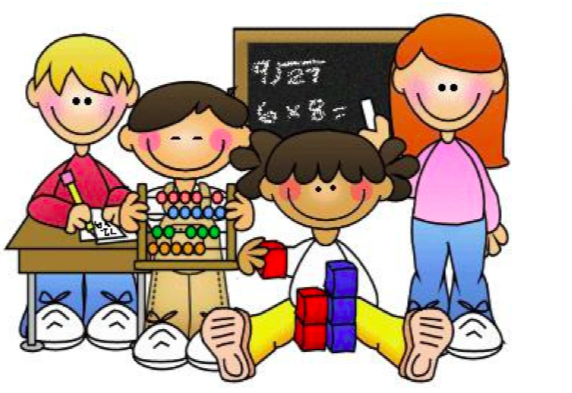 9)27
6 x 8 =